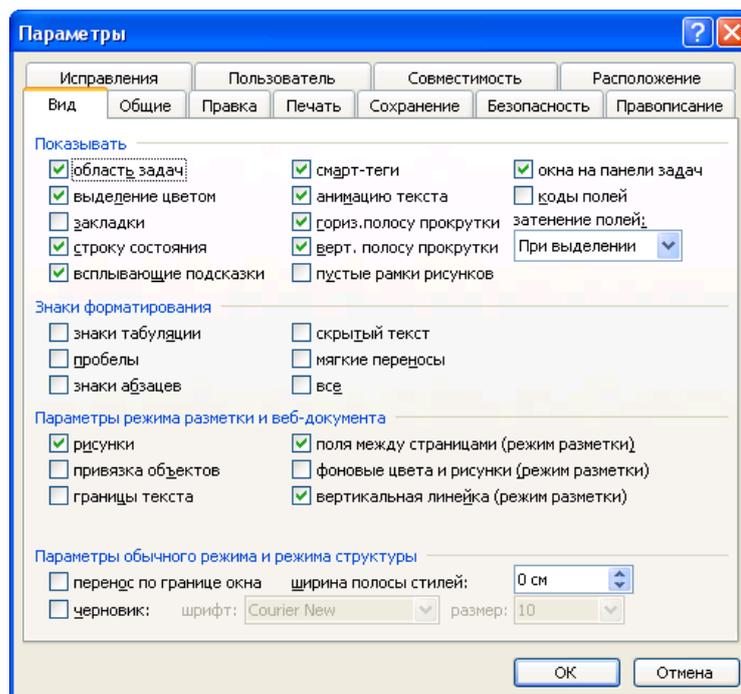 Параметры
Исправления Пользователь Совместимость Расположение
Вид Общие Правка Печать Сохранение Безопасность Правописание
Показывать
область задач смарт-теги окна на панели задач
выделение цветом анимацию текста коды полей
закладки гориз.полосу прокрутки затенение полей:
строку состояния верт. полосу прокрутки При выделении
всплывающие подсказки пустые рамки рисунков
Знаки форматирования
знаки табуляции скрытый текст
пробелы мягкие переносы
знаки абзацев все
Параметры режима разметки и веб-документа
рисунки поля между страницами (режим разметки)
привязка объектов фоновые цвета и рисунки (режим разметки)
границы текста вертикальная линейка (режим разметки)
Параметры обычного режима и режима структуры
перенос по границе окна ширина полосы стилей: 0 см
черновик: шрифт: Courier New размер: 10
ОК Отмена